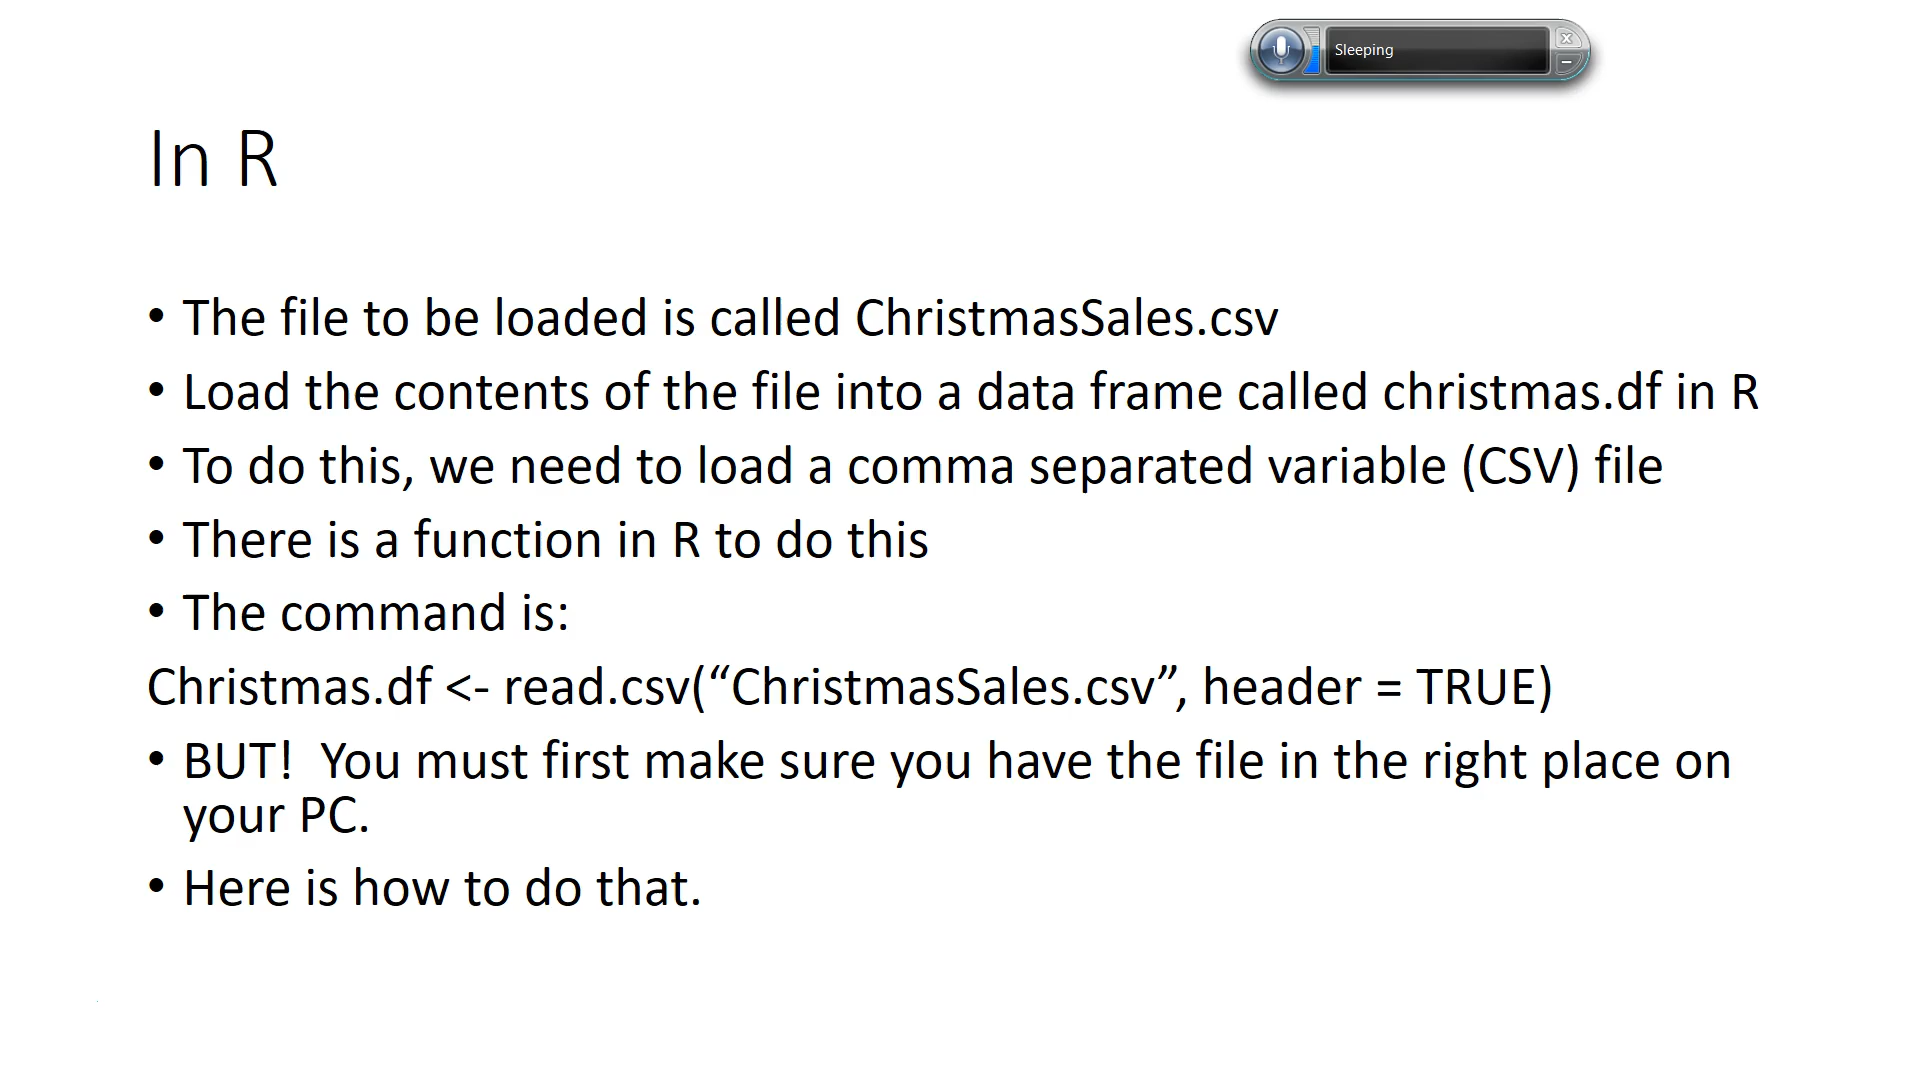 Sleeping
In R
• The file to be loaded is called ChristmasSales.csv
• Load the contents of the file into a data frame called christmas.df in R
• To do this, we need to load a comma separated variable (CSV) file
• There is a function in R to do this
• The command is:
Christmas.df <- read.csv(“ChristmasSales.csv”, header = TRUE)
• BUT!  You must first make sure you have the file in the right place on
your PC.
• Here is how to do that.